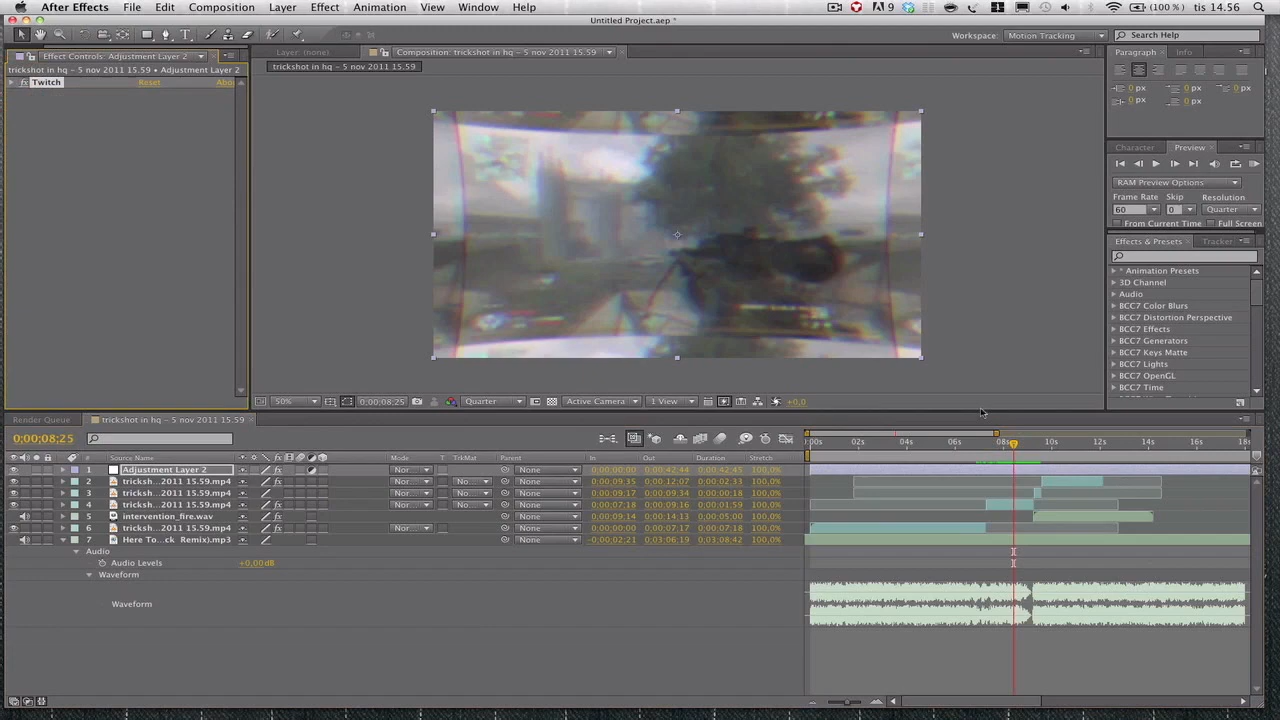 After Effects File Edit Composition Layer Effect Animation View Window Help 9 4 (100 %) tis 14.56
Untitled Project.aep *
Workspace: Motion Tracking Search Help
Effect Controls: Adjustment Layer 2
Layer: (none)
Composition: trickshot in hq ~ 5 nov 2011 15.59
Paragraph Info
trickshot in hq ~ 5 nov 2011 15.59 • Adjustment Layer 2
trickshot in hq ~ 5 nov 2011 15.59
fx Twitch Reset Abo
0 px 0 px 0 px
0 px 0 px
Character Preview
RAM Preview Options
Frame Rate Skip Resolution
60 0 Quarter
From Current Time Full Screen
Effects & Presets Tracker
* Animation Presets
3D Channel
Audio
BCC7 Color Blurs
BCC7 Distortion Perspective
BCC7 Effects
BCC7 Generators
BCC7 Keys Matte
BCC7 Lights
BCC7 OpenGL
BCC7 Time
50% 0;00;08;25 Quarter Active Camera 1 View +0,0
Render Queue trickshot in hq ~ 5 nov 2011 15.59
0;00;08;25
:00s 02s 04s 06s 08s 10s 12s 14s 16s 18s
# Source Name Mode T TrkMat Parent In Out Duration Stretch
1 Adjustment Layer 2 Nor None 0;00;00;00 0;00;42;44 0;00;42;45 100,0%
2 tricksh...2011 15.59.mp4 Nor No... None 0;00;09;35 0;00;12;07 0;00;02;33 100,0%
3 tricksh...2011 15.59.mp4 Nor No... None 0;00;09;17 0;00;09;34 0;00;00;18 100,0%
4 tricksh...2011 15.59.mp4 Nor No... None 0;00;07;18 0;00;09;16 0;00;01;59 100,0%
5 intervention_fire.wav None 0;00;09;14 0;00;14;13 0;00;05;00 100,0%
6 tricksh...2011 15.59.mp4 Nor No... None 0;00;00;00 0;00;07;17 0;00;07;18 100,0%
7 Here To...ck Remix).mp3 None -0;00;02;21 0;03;06;19 0;03;08;42 100,0%
Audio
Audio Levels +0,00dB
Waveform
Waveform